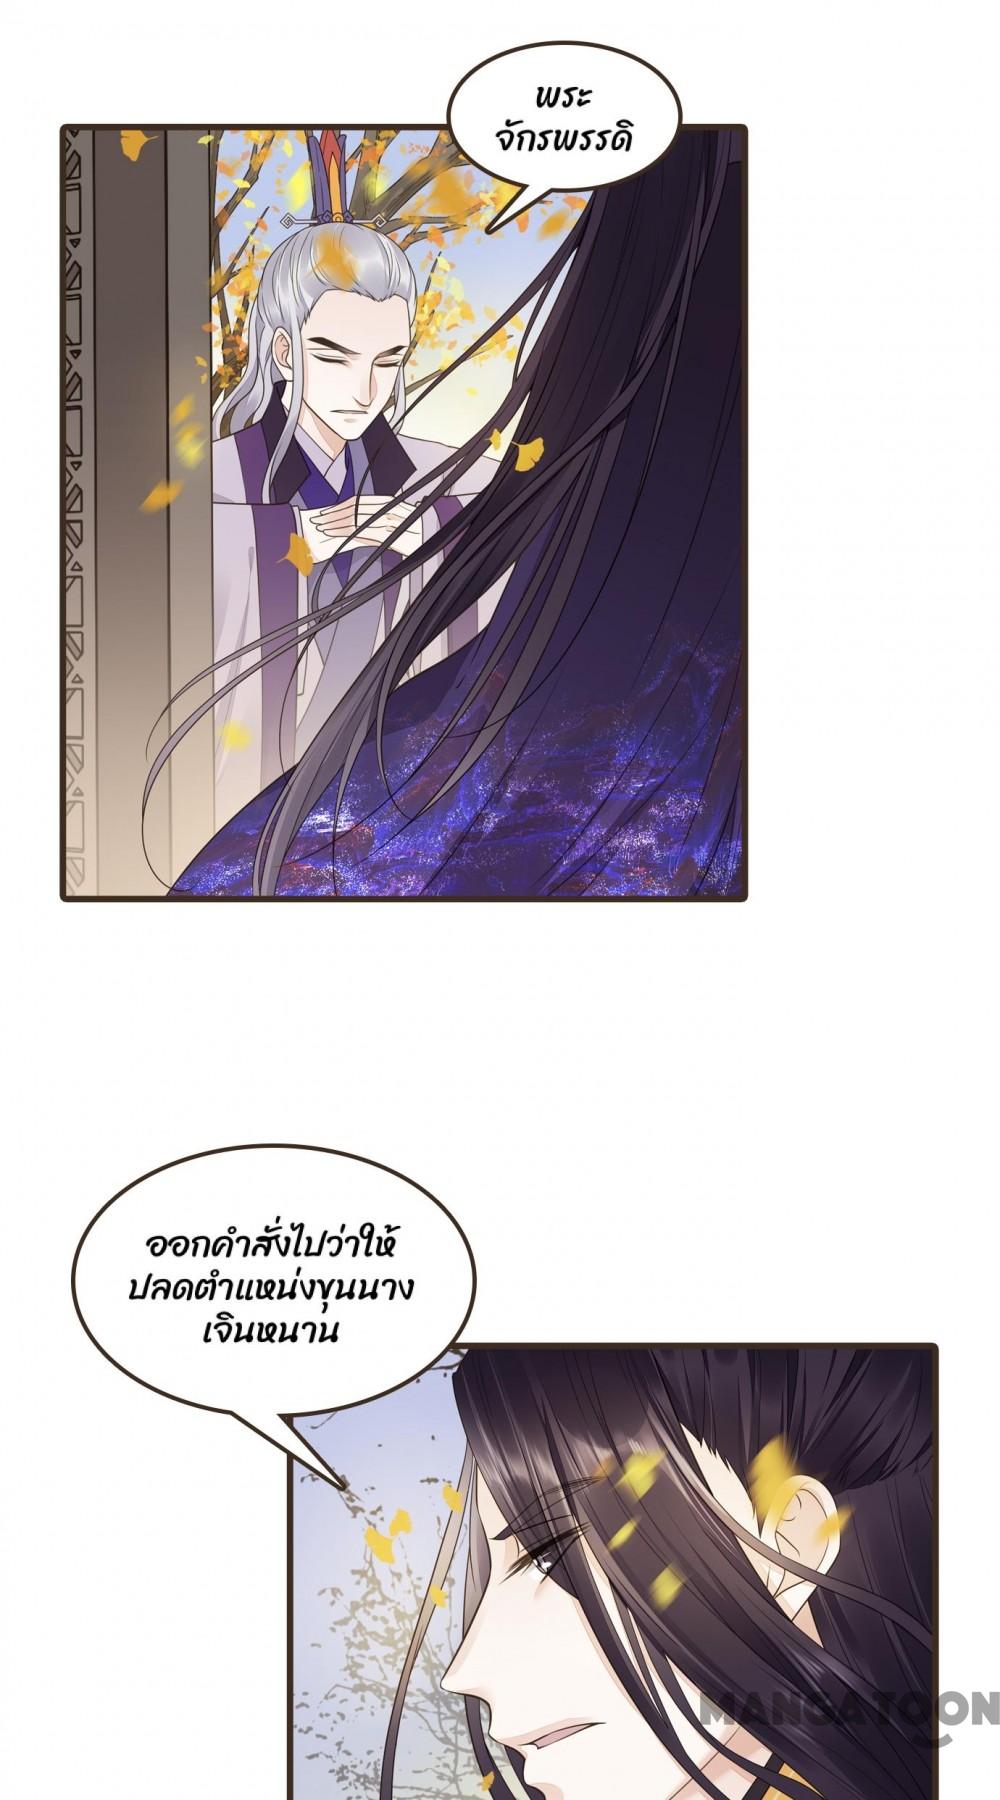 พระ
จักรพรรดิ
ออกคำสั่งไปว่าให้
ปลดตำแหน่งขุนนาง
เจินหนาน
MANGATOON